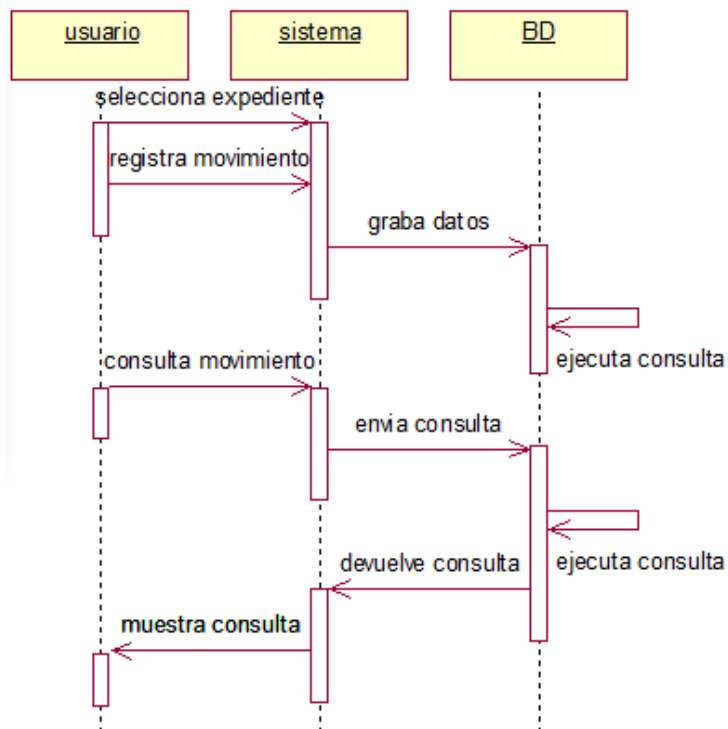 usuario
sistema
BD
selecciona expediente
registra movimiento
graba datos
ejecuta consulta
consulta movimiento
envia consulta
ejecuta consulta
devuelve consulta
muestra consulta